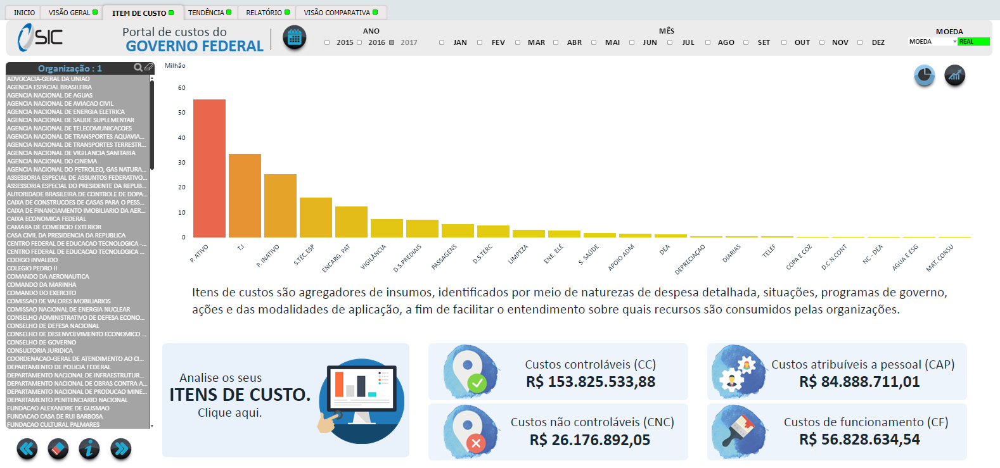 INICIO
VISÃO GERAL
ITEM DE CUSTO
TENDÊNCIA
RELATÓRIO
VISÃO COMPARATIVA
SIC
Portal de custos do
GOVERNO FEDERAL
ANO
2015 2016 2017
MÊS
JAN FEV MAR ABR MAI JUN JUL AGO SET OUT NOV DEZ
MOEDA
MOEDA REAL
Organização : 1
ADVOCACIA-GERAL DA UNIAO
AGENCIA ESPACIAL BRASILEIRA
AGENCIA NACIONAL DE AGUAS
AGENCIA NACIONAL DE AVIACAO CIVIL
AGENCIA NACIONAL DE ENERGIA ELETRICA
AGENCIA NACIONAL DE SAUDE SUPLEMENTAR
AGENCIA NACIONAL DE TELECOMUNICACOES
AGENCIA NACIONAL DE TRANSPORTES AQUAVIA...
AGENCIA NACIONAL DE TRANSPORTES TERRESTR...
AGENCIA NACIONAL DE VIGILANCIA SANITARIA
AGENCIA NACIONAL DO CINEMA
AGENCIA NACIONAL DO PETROLEO, GAS NATURA...
ASSESSORIA ESPECIAL DE ASSUNTOS FEDERATIVO...
ASSESSORIA ESPECIAL DO PRESIDENTE DA REPUB...
AUTORIDADE BRASILEIRA DE CONTROLE DE DOPA...
CAIXA DE CONSTRUCOES DE CASAS PARA O PESS...
CAIXA DE FINANCIAMENTO IMOBILIARIO DA AER...
CAIXA ECONOMICA FEDERAL
CAMARA DE COMERCIO EXTERIOR
CASA CIVIL DA PRESIDENCIA DA REPUBLICA
CENTRO FEDERAL DE EDUCACAO TECNOLOGICA -...
CENTRO FEDERAL DE EDUCACAO TECNOLOGICA ...
CODIGO INVALIDO
COLEGIO PEDRO II
COMANDO DA AERONAUTICA
COMANDO DA MARINHA
COMANDO DO EXERCITO
COMISSAO DE VALORES MOBILIARIOS
COMISSAO NACIONAL DE ENERGIA NUCLEAR
CONSELHO ADMINISTRATIVO DE DEFESA ECONO...
CONSELHO DE DEFESA NACIONAL
CONSELHO DE DESENVOLVIMENTO ECONOMICO ...
CONSELHO DE GOVERNO
CONSULTORIA JURIDICA
COORDENACAO-GERAL DE ATENDIMENTO AO CI...
DEPARTAMENTO DE POLICIA FEDERAL
DEPARTAMENTO NACIONAL DE INFRAESTRUTUR...
DEPARTAMENTO NACIONAL DE OBRAS CONTRA A...
DEPARTAMENTO NACIONAL DE PRODUCAO MINE...
DEPARTAMENTO PENITENCIARIO NACIONAL
FUNDACAO ALEXANDRE DE GUSMAO
FUNDACAO CASA DE RUI BARBOSA
FUNDACAO CULTURAL PALMARES
Milhão
60
50
40
30
20
10
0
P. ATIVO
T.I
P. INATIVO
S.TEC.ESP
ENCARG. PAT
VIGILÂNCIA
D.S.PREDIAIS
PASSAGENS
D.S.TERC
LIMPEZA
ENE. ELÉ
S. SAÚDE
APOIO ADM
DEA
DEPRECIAÇAO
DIARIAS
TELEF
COPA E COZ
D.C.N.CONT
NC - DEA
AGUA E ESG
MAT. CONSU
Itens de custos são agregadores de insumos, identificados por meio de naturezas de despesa detalhada, situações, programas de governo,
ações e das modalidades de aplicação, a fim de facilitar o entendimento sobre quais recursos são consumidos pelas organizações.
Analise os seus
ITENS DE CUSTO.
Clique aqui.
Custos controláveis (CC)
R$ 153.825.533,88
Custos atribuíveis a pessoal (CAP)
R$ 84.888.711,01
Custos não controláveis (CNC)
R$ 26.176.892,05
Custos de funcionamento (CF)
R$ 56.828.634,54